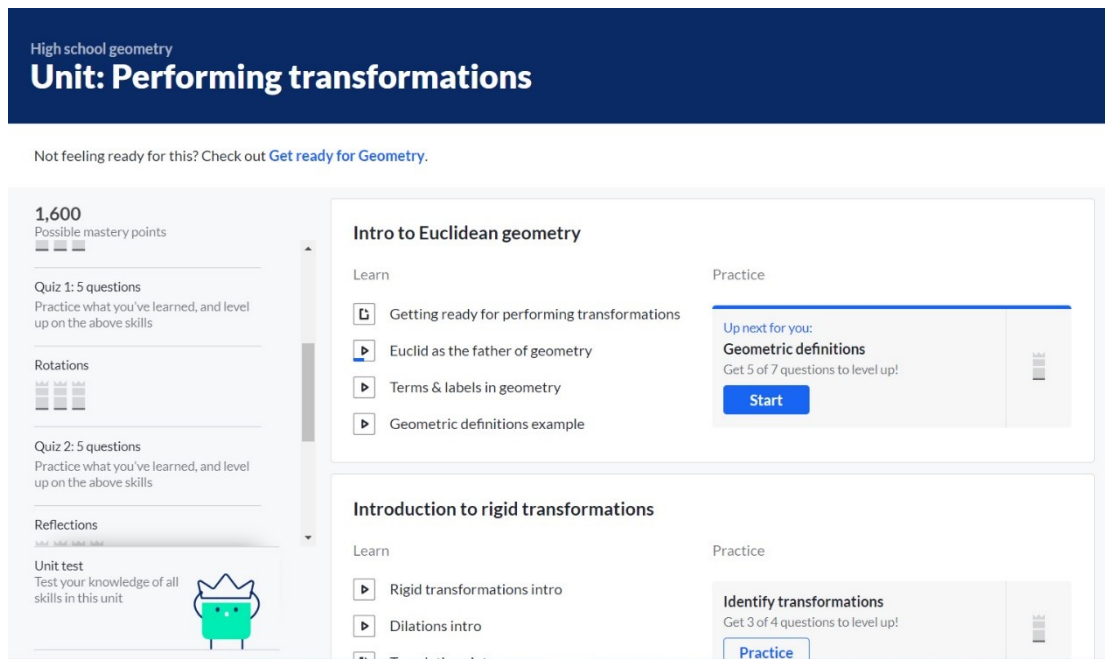 High school geometry
Unit: Performing transformations
Not feeling ready for this? Check out Get ready for Geometry.
1,600
Possible mastery points
Quiz 1: 5 questions
Practice what you've learned, and level
up on the above skills
Rotations
Quiz 2: 5 questions
Practice what you've learned, and level
up on the above skills
Reflections
Unit test
Test your knowledge of all
skills in this unit
Intro to Euclidean geometry
Learn
Getting ready for performing transformations
Euclid as the father of geometry
Terms & labels in geometry
Geometric definitions example
Practice
Up next for you:
Geometric definitions
Get 5 of 7 questions to level up!
Start
Introduction to rigid transformations
Learn
Rigid transformations intro
Dilations intro
Practice
Identify transformations
Get 3 of 4 questions to level up!
Practice